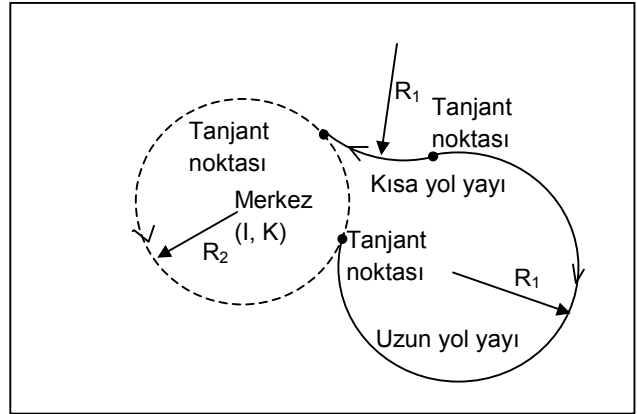 R₁
Tanjant
noktası
Tanjant
noktası
Kısa yol yayı
Merkez
(I, K)
R₂
Tanjant
noktası
R₁
Uzun yol yayı